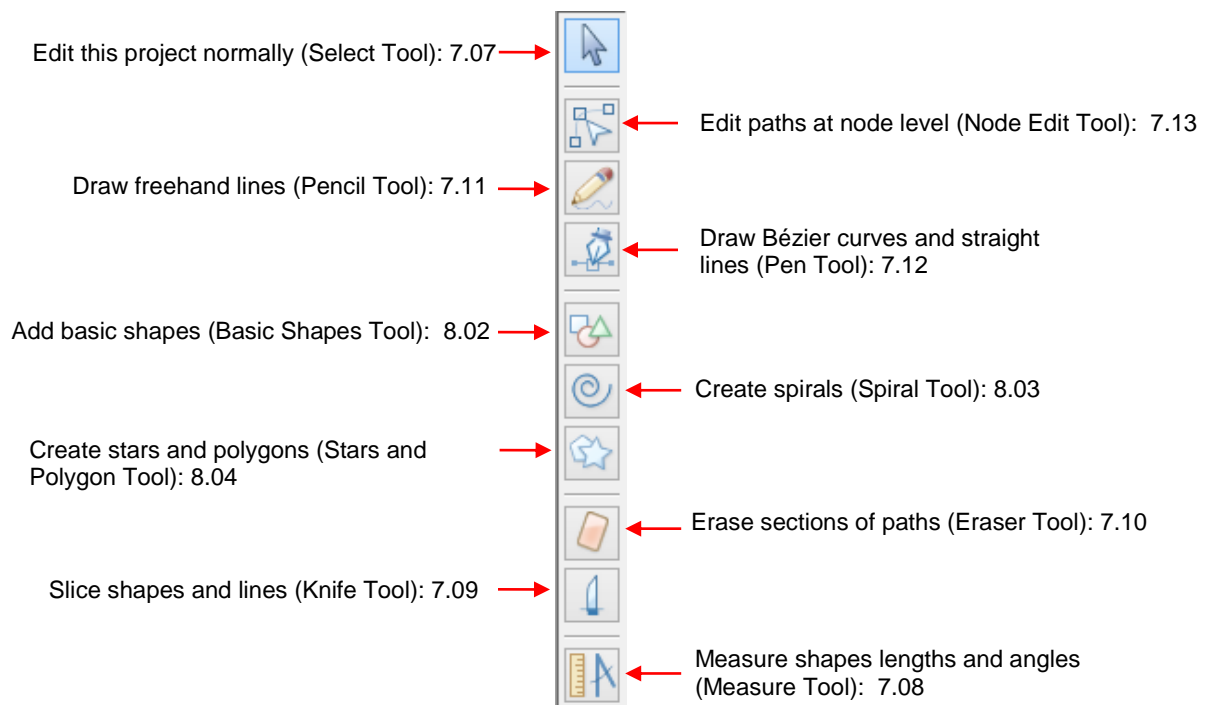 Edit this project normally (Select Tool): 7.07
Edit paths at node level (Node Edit Tool):  7.13
Draw freehand lines (Pencil Tool): 7.11
Draw Bézier curves and straight
lines (Pen Tool): 7.12
Add basic shapes (Basic Shapes Tool):  8.02
Create spirals (Spiral Tool): 8.03
Create stars and polygons (Stars and
Polygon Tool): 8.04
Erase sections of paths (Eraser Tool): 7.10
Slice shapes and lines (Knife Tool): 7.09
Measure shapes lengths and angles
(Measure Tool):  7.08